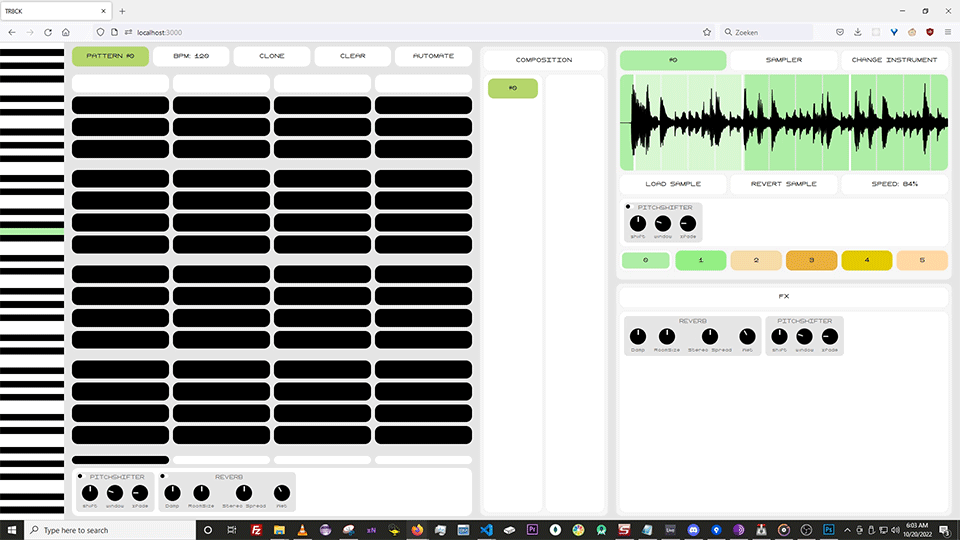 TRBCK
localhost:3000
Zoeken
PATTERN #0
BPM: 120
CLONE
CLEAR
AUTOMATE
COMPOSITION
#0
#0
SAMPLER
CHANGE INSTRUMENT
LOAD SAMPLE
REVERT SAMPLE
SPEED: 84%
PITCHSHIFTER
shift
window
xfade
0
1
2
3
4
5
FX
REVERB
Damp
RoomSize
Stereo Spread
Wet
PITCHSHIFTER
shift
window
xfade
PITCHSHIFTER
shift
window
xfade
REVERB
Damp
RoomSize
Stereo Spread
Wet
Type here to search
6:03 AM
10/20/2022